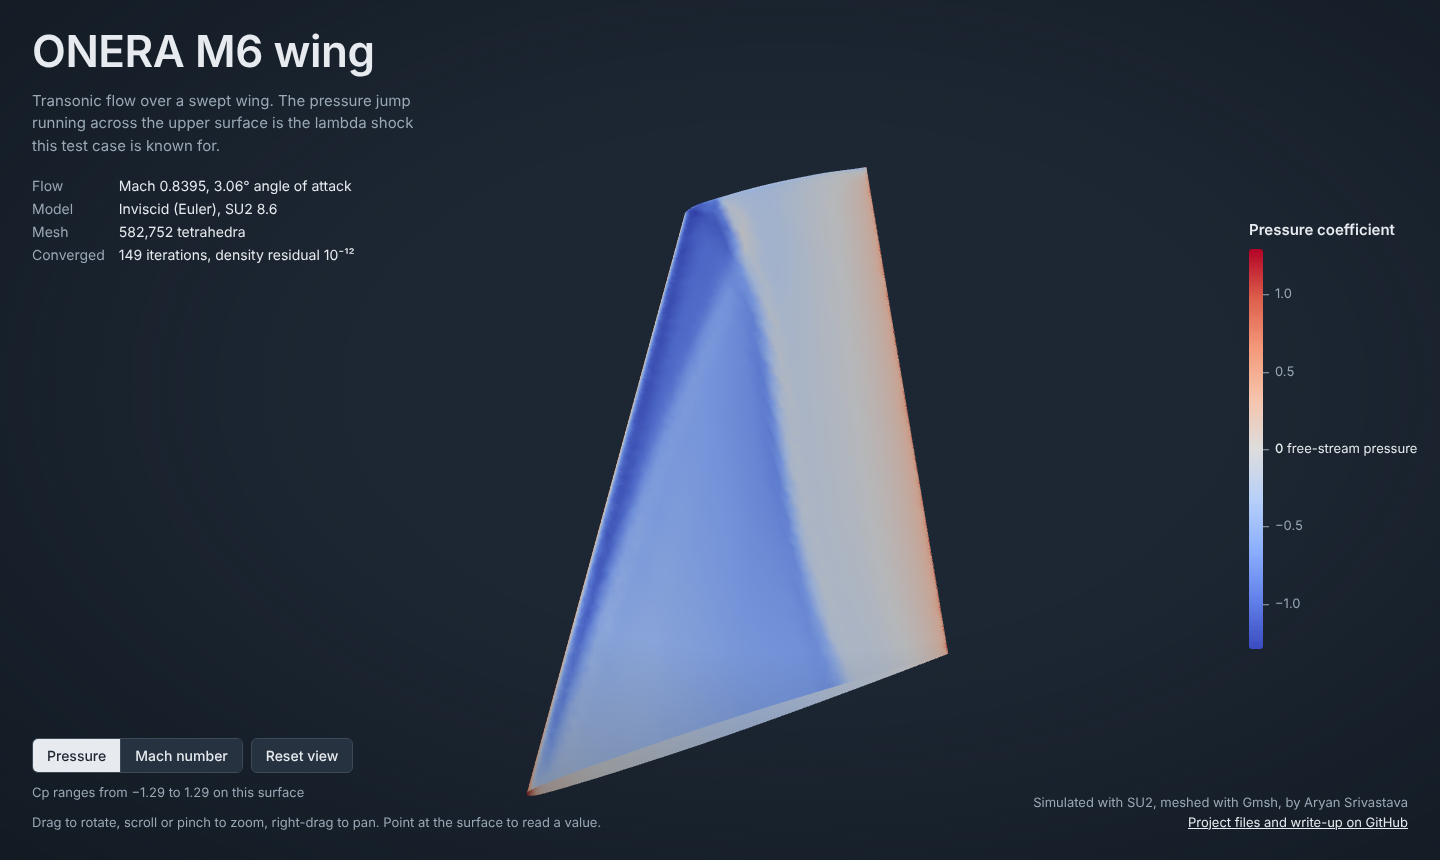 ONERA M6 wing
Transonic flow over a swept wing. The pressure jump
running across the upper surface is the lambda shock
this test case is known for.
Flow Mach 0.8395, 3.06° angle of attack
Model Inviscid (Euler), SU2 8.6
Mesh 582,752 tetrahedra
Converged 149 iterations, density residual 10⁻¹²
Pressure coefficient
1.0
0.5
0 free-stream pressure
−0.5
−1.0
Pressure Mach number Reset view
Cp ranges from −1.29 to 1.29 on this surface
Drag to rotate, scroll or pinch to zoom, right-drag to pan. Point at the surface to read a value.
Simulated with SU2, meshed with Gmsh, by Aryan Srivastava
Project files and write-up on GitHub